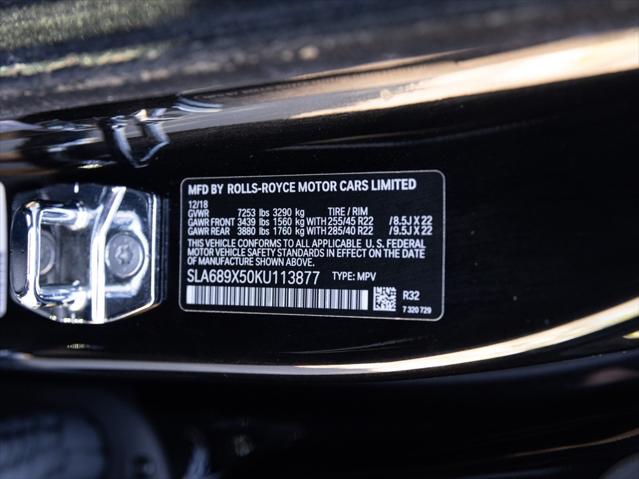 MFD BY ROLLS-ROYCE MOTOR CARS LIMITED
12/18
GVWR 7253 lbs 3290 kg TIRE / RIM
GAWR FRONT 3439 lbs 1560 kg WITH 255/45 R22 / 8.5J X 22
GAWR REAR 3880 lbs 1760 kg WITH 285/40 R22 / 9.5J X 22
THIS VEHICLE CONFORMS TO ALL APPLICABLE U. S. FEDERAL
MOTOR VEHICLE SAFETY STANDARDS IN EFFECT ON THE DATE
OF MANUFACTURE SHOWN ABOVE.
SLA689X50KU113877 TYPE: MPV
R32
7 320 729